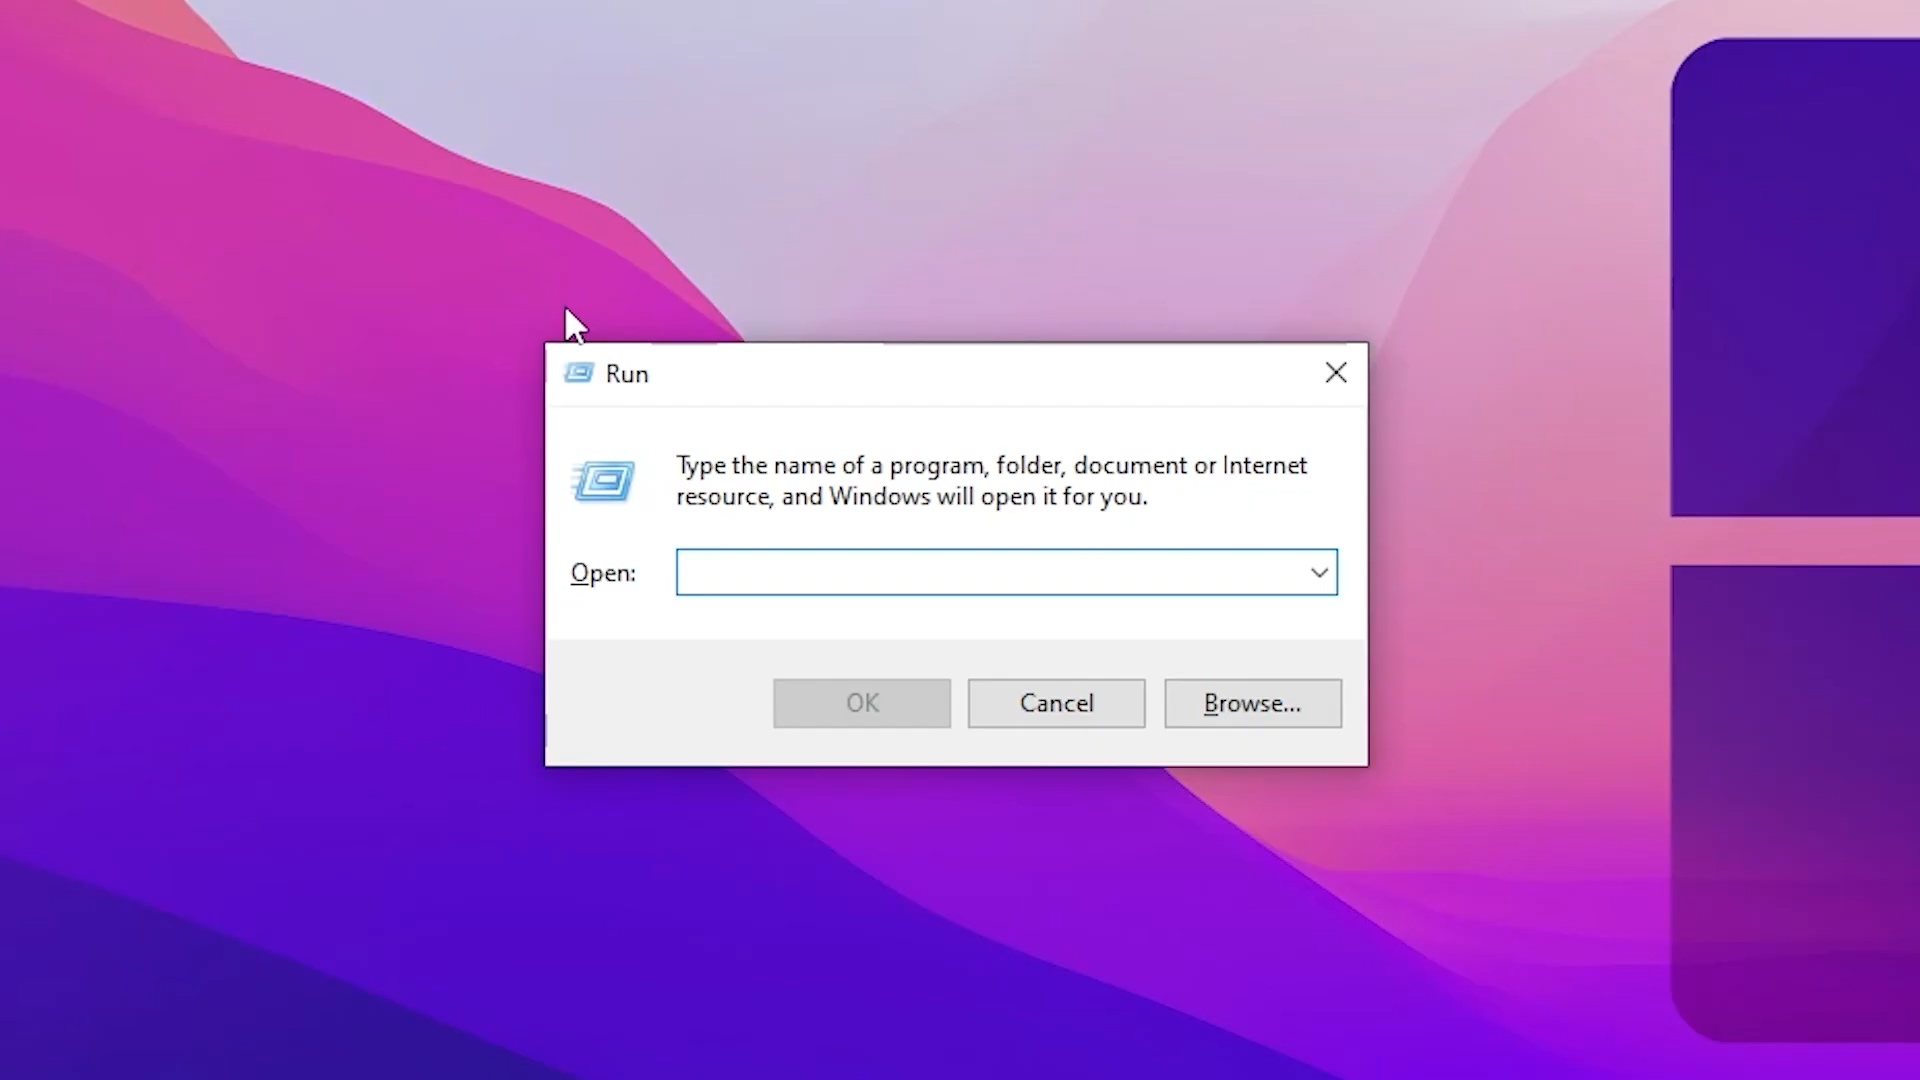 Run
Type the name of a program, folder, document or Internet
resource, and Windows will open it for you.
Open:
OK
Cancel
Browse...